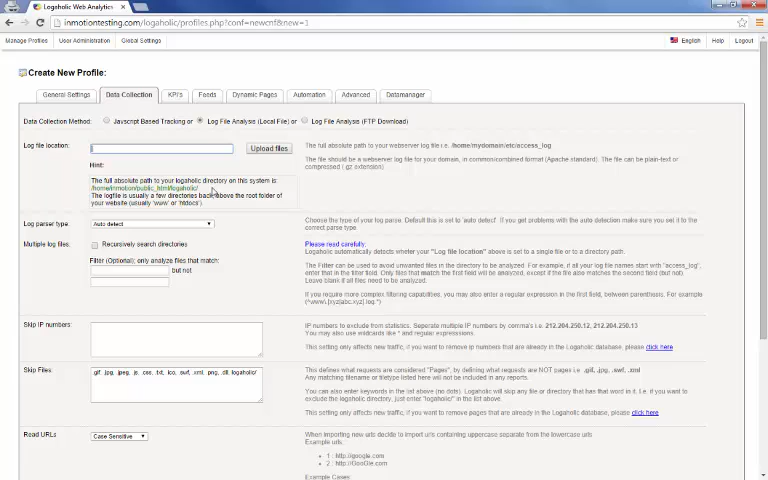 Logaholic Web Analytics
inmotiontesting.com/logaholic/profiles.php?conf=newcnf&new=1
Manage Profiles User Administration Global Settings English Help Logout
Create New Profile:
General Settings Data Collection KPI's Feeds Dynamic Pages Automation Advanced Datamanager
Data Collection Method: Javscript Based Tracking or Log File Analysis (Local File) or Log File Analysis (FTP Download)
Log file location: Upload files
The full absolute path to your webserver log file i.e. /home/mydomain/etc/access_log
The file should be a webserver log file for your domain, in common/combined format (Apache standard). The file can be plain-text or
compressed (.gz extension)
Hint:
The full absolute path to your logaholic directory on this system is:
/home/inmotion/public_html/logaholic/
The logfile is usually a few directories back/above the root folder of
your website (usually 'www' or 'htdocs')
Log parser type: Auto detect
Choose the type of your log parse. Default this is set to 'auto detect'. If you get problems with the auto detection make sure you set it to the
correct parse type
Multiple log files: Recursively search directories
Filter (Optional): only analyze files that match:
but not
Please read carefully:
Logaholic automatically detects wheter your "Log file location" above is set to a single file or to a directory path.
The Filter can be used to avoid unwanted files in the directory to be analyzed. For example, if all your log file names start with "access_log",
enter that in the filter field. Only files that match the first field will be analyzed, except if the file also matches the second field (but not).
Leave blank if all files need to be analyzed.
If you require more complex filtering capabilities, you may also enter a regular expression in the first field, between parenthesis. For example
Skip IP numbers:
IP numbers to exclude from statistics. Seperate multiple IP numbers by comma's i.e. 212.204.250.12, 212.204.250.13
You may also use wildcards like * and regular expressions.
This setting only affects new traffic, if you want to remove ip numbers that are already in the Logaholic database, please click here
Skip Files: .gif,.jpg,.jpeg,.js,.css,.txt,.ico,.swf,.xml,.png,.dll,logaholic/
This defines what requests are considered "Pages", by defining what requests are NOT pages i.e .gif, .jpg, .swf, .xml
Any matching filename or filetype listed here will not be included in any reports.
You can also enter keywords in the list above (no dots). Logaholic will skip any file or directory that has that word in it. I.e. if you want to
exclude the logaholic directory, just enter "logaholic/" in the list above.
This setting only affects new traffic, if you want to remove pages that are already in the Logaholic database, please click here
Read URLs Case Sensitive
When importing new urls decide to import urls containing uppercase separate from the lowercase urls
Example urls:
1 : http://google.com
2 : http://GooGle.com
Example Cases: